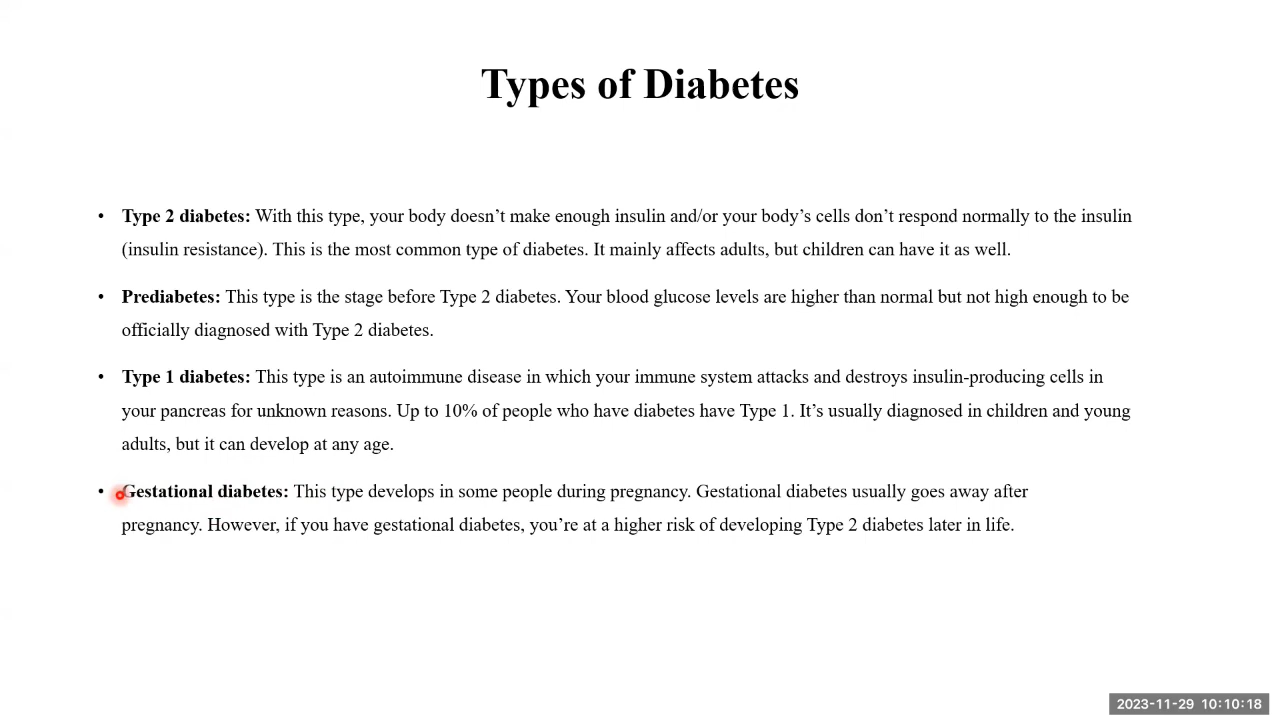 Types of Diabetes
• Type 2 diabetes: With this type, your body doesn’t make enough insulin and/or your body’s cells don’t respond normally to the insulin
(insulin resistance). This is the most common type of diabetes. It mainly affects adults, but children can have it as well.
• Prediabetes: This type is the stage before Type 2 diabetes. Your blood glucose levels are higher than normal but not high enough to be
officially diagnosed with Type 2 diabetes.
• Type 1 diabetes: This type is an autoimmune disease in which your immune system attacks and destroys insulin-producing cells in
your pancreas for unknown reasons. Up to 10% of people who have diabetes have Type 1. It’s usually diagnosed in children and young
adults, but it can develop at any age.
• Gestational diabetes: This type develops in some people during pregnancy. Gestational diabetes usually goes away after
pregnancy. However, if you have gestational diabetes, you’re at a higher risk of developing Type 2 diabetes later in life.
2023-11-29 10:10:18